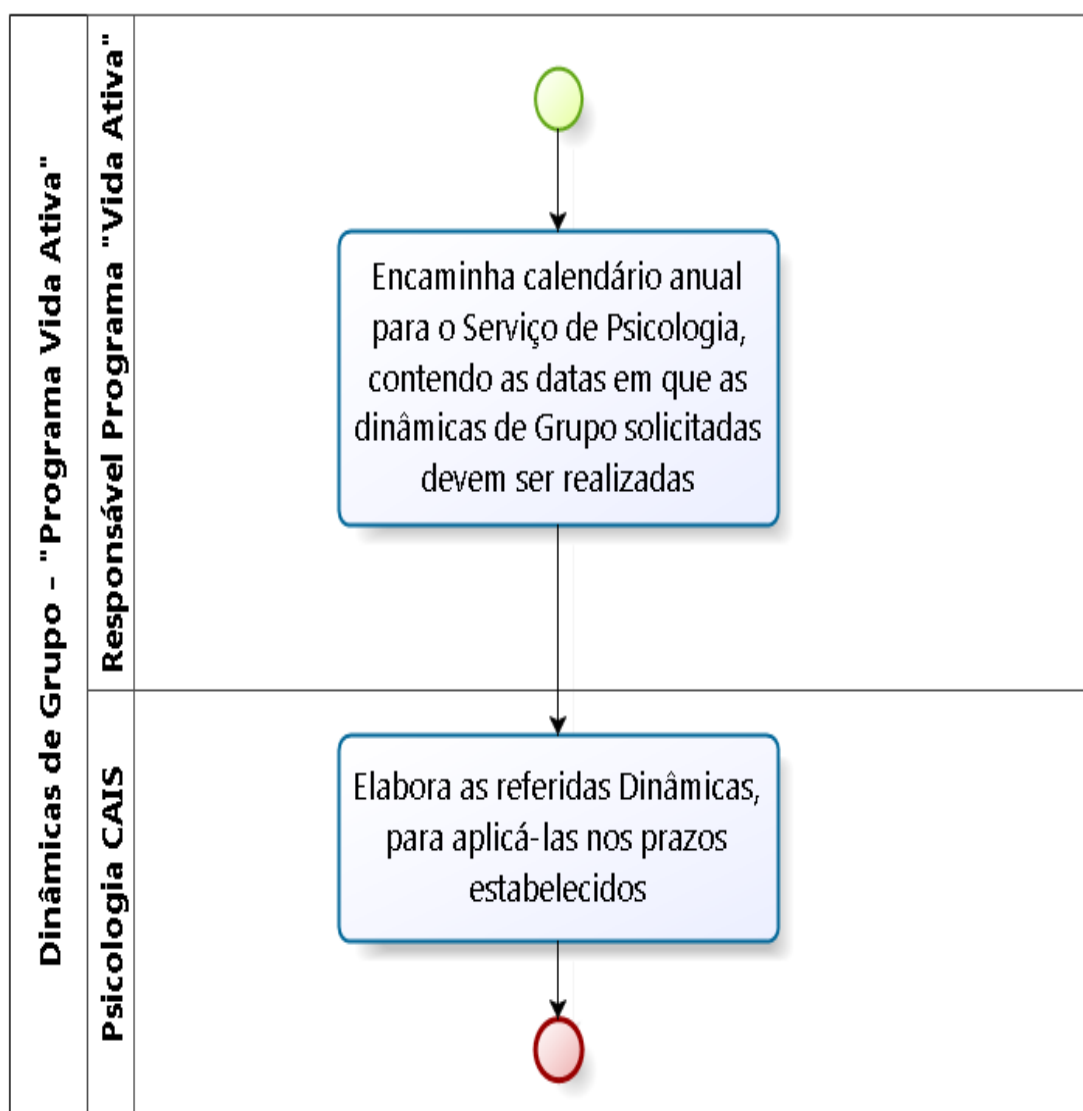 Dinâmicas de Grupo – "Programa Vida Ativa"
Responsável Programa "Vida Ativa"
Encaminha calendário anual
para o Serviço de Psicologia,
contendo as datas em que as
dinâmicas de Grupo solicitadas
devem ser realizadas
Psicologia CAIS
Elabora as referidas Dinâmicas,
para aplicá-las nos prazos
estabelecidos